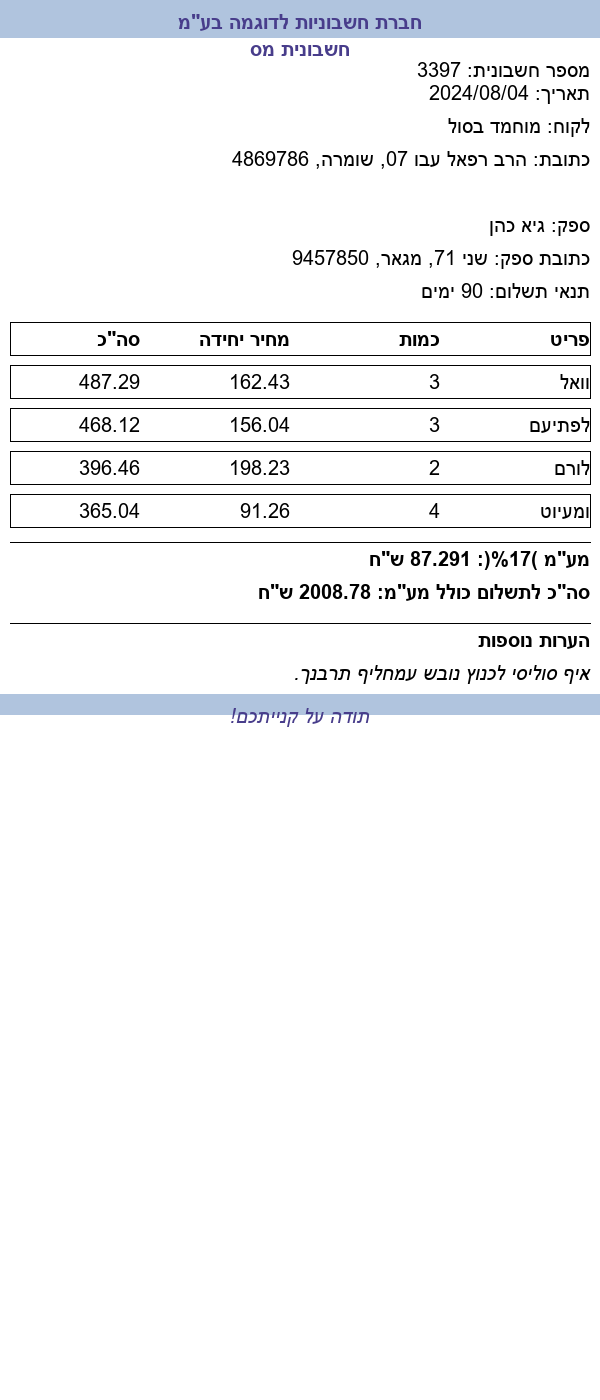 חברת חשבוניות לדוגמה בע"מ
חשבונית מס
מספר חשבונית: 3397
תאריך: 2024/08/04
לקוח: מוחמד בסול
כתובת: הרב רפאל עבו 07, שומרה, 4869786
ספק: גיא כהן
כתובת ספק: שני 71, מגאר, 9457850
תנאי תשלום: 90 ימים
פריט כמות מחיר יחידה סה"כ
וואל 3 162.43 487.29
לפתיעם 3 156.04 468.12
לורם 2 198.23 396.46
ומעיוט 4 91.26 365.04
מע"מ )17%(: 87.291 ש"ח
סה"כ לתשלום כולל מע"מ: 2008.78 ש"ח
הערות נוספות
איף סוליסי לכנוץ נובש עמחליף תרבנך.
תודה על קנייתכם!